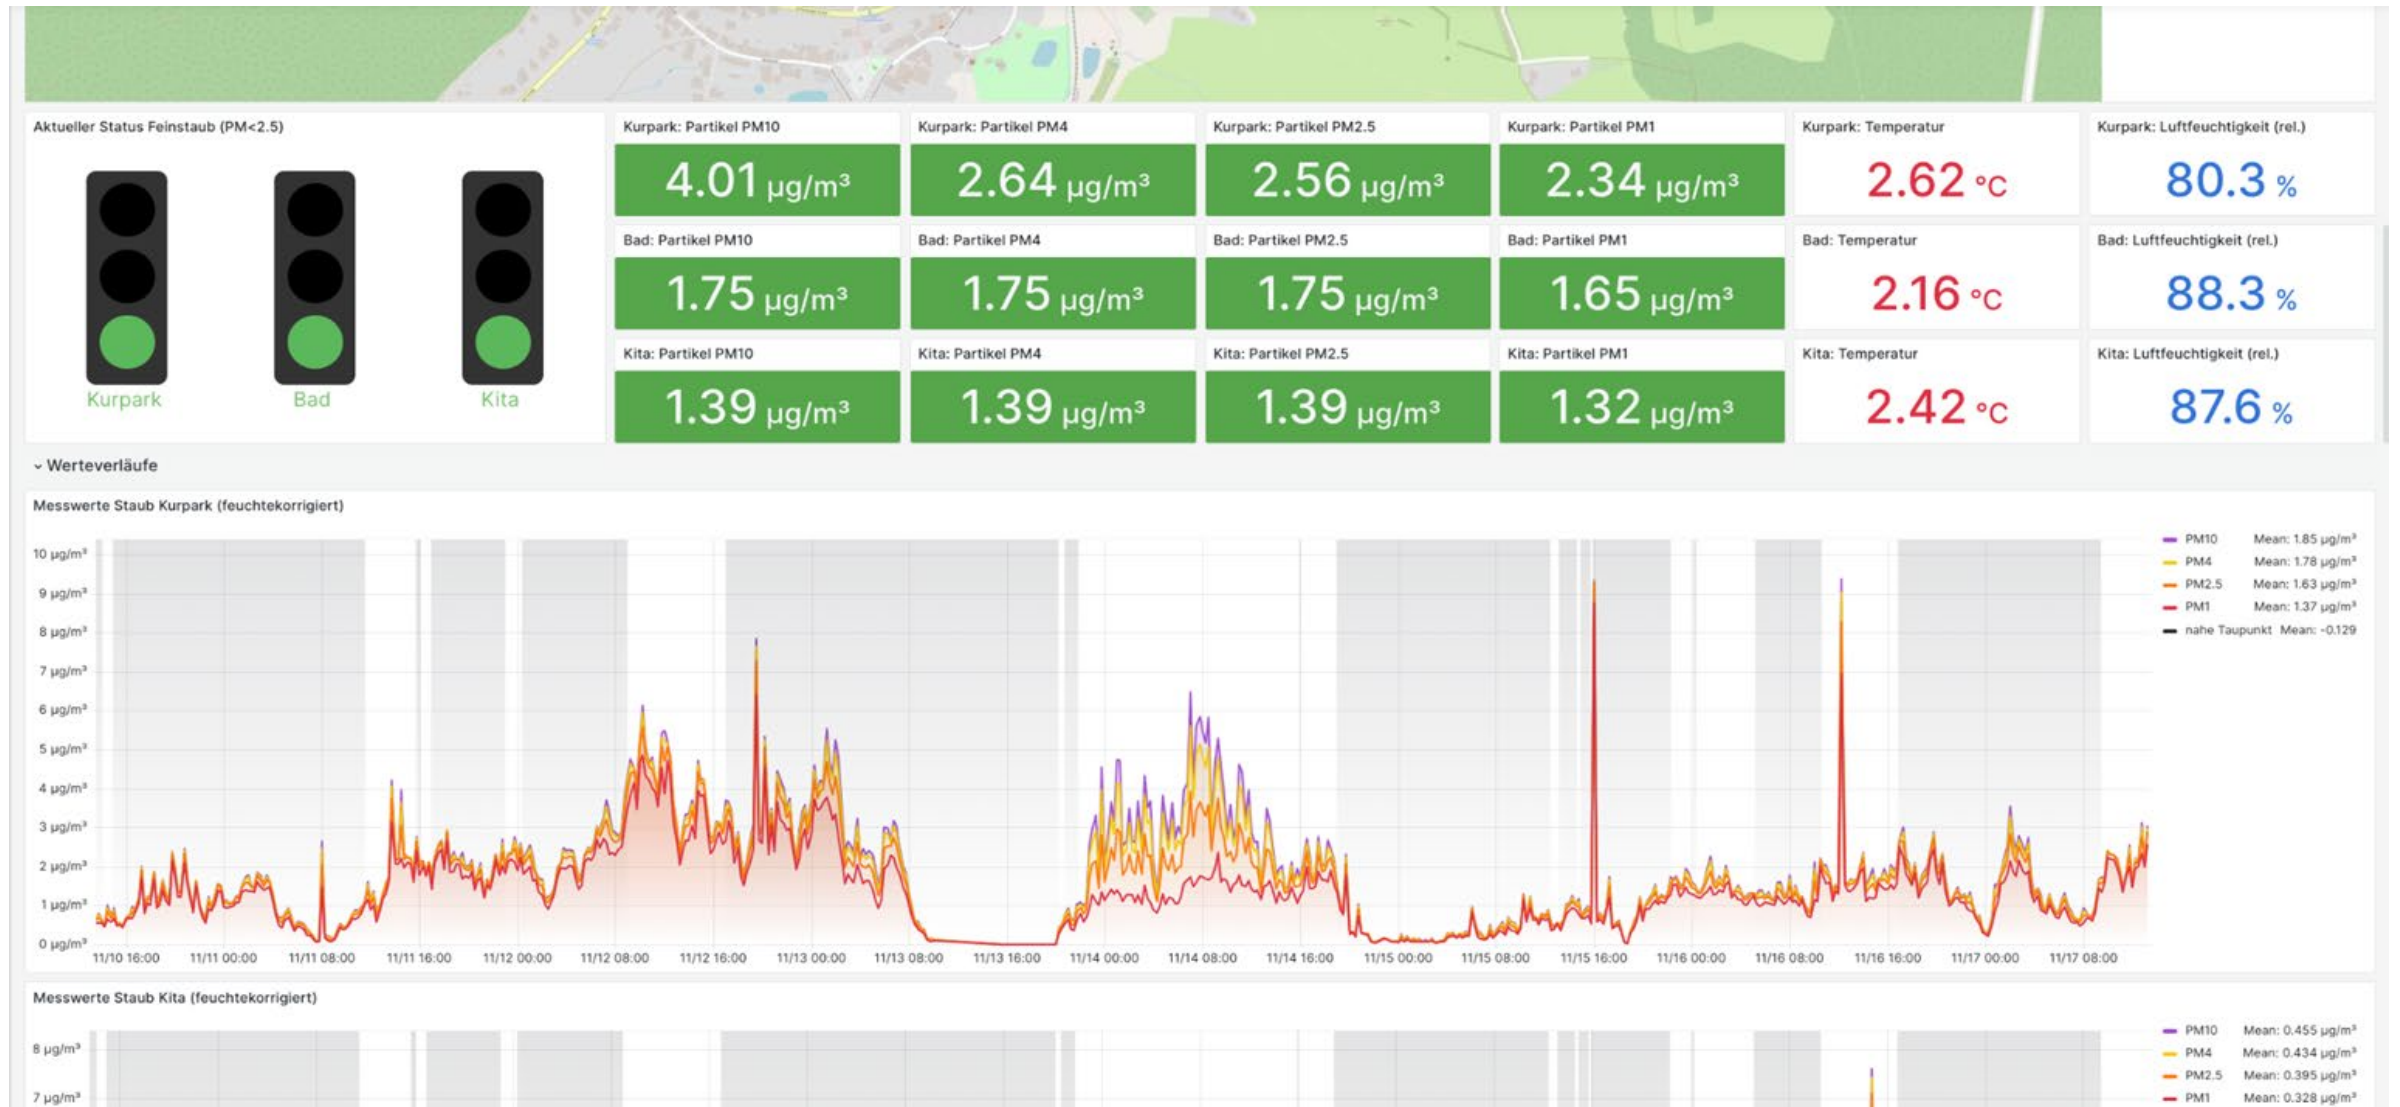 Aktueller Status Feinstaub (PM<2.5)
Kurpark
Bad
Kita
Kurpark: Partikel PM10
4.01 µg/m³
Kurpark: Partikel PM4
2.64 µg/m³
Kurpark: Partikel PM2.5
2.56 µg/m³
Kurpark: Partikel PM1
2.34 µg/m³
Kurpark: Temperatur
2.62 °C
Kurpark: Luftfeuchtigkeit (rel.)
80.3 %
Bad: Partikel PM10
1.75 µg/m³
Bad: Partikel PM4
1.75 µg/m³
Bad: Partikel PM2.5
1.75 µg/m³
Bad: Partikel PM1
1.65 µg/m³
Bad: Temperatur
2.16 °C
Bad: Luftfeuchtigkeit (rel.)
88.3 %
Kita: Partikel PM10
1.39 µg/m³
Kita: Partikel PM4
1.39 µg/m³
Kita: Partikel PM2.5
1.39 µg/m³
Kita: Partikel PM1
1.32 µg/m³
Kita: Temperatur
2.42 °C
Kita: Luftfeuchtigkeit (rel.)
87.6 %
Werteverläufe
Messwerte Staub Kurpark (feuchtekorrigiert)
10 µg/m³
9 µg/m³
8 µg/m³
7 µg/m³
6 µg/m³
5 µg/m³
4 µg/m³
3 µg/m³
2 µg/m³
1 µg/m³
0 µg/m³
11/10 16:00 11/11 00:00 11/11 08:00 11/11 16:00 11/12 00:00 11/12 08:00 11/12 16:00 11/13 00:00 11/13 08:00 11/13 16:00 11/14 00:00 11/14 08:00 11/14 16:00 11/15 00:00 11/15 08:00 11/15 16:00 11/16 00:00 11/16 08:00 11/16 16:00 11/17 00:00 11/17 08:00
PM10 Mean: 1.85 µg/m³
PM4 Mean: 1.78 µg/m³
PM2.5 Mean: 1.63 µg/m³
PM1 Mean: 1.37 µg/m³
nahe Taupunkt Mean: -0.129
Messwerte Staub Kita (feuchtekorrigiert)
8 µg/m³
7 µg/m³
PM10 Mean: 0.455 µg/m³
PM4 Mean: 0.434 µg/m³
PM2.5 Mean: 0.395 µg/m³
PM1 Mean: 0.328 µg/m³